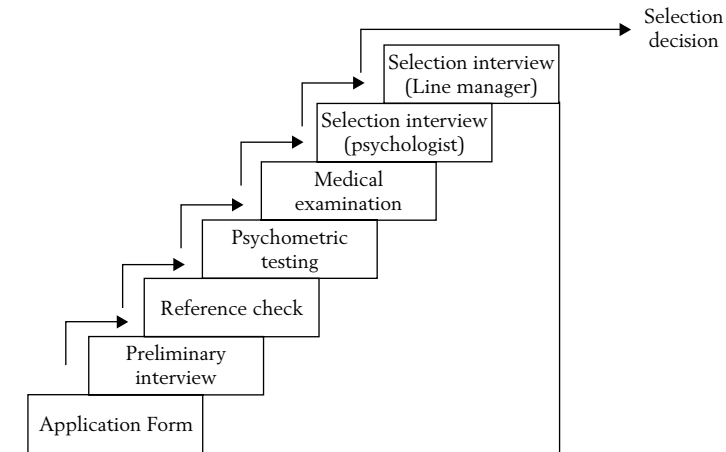 Selection
decision
Selection interview
(Line manager)
Selection interview
(psychologist)
Medical
examination
Psychometric
testing
Reference check
Preliminary
interview
Application Form